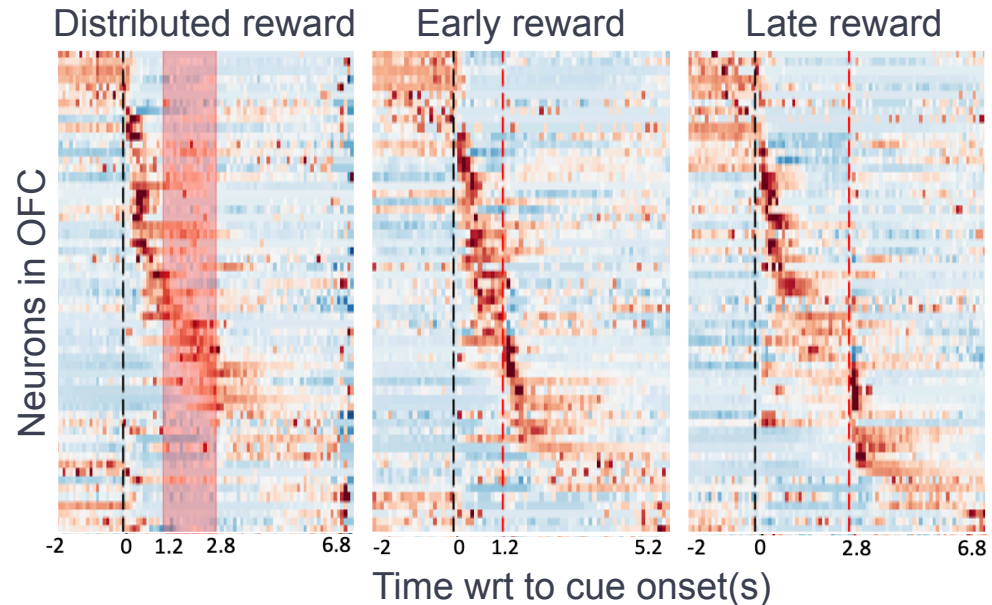 Distributed reward
Early reward
Late reward
Neurons in OFC
-2 0 1.2 2.8 6.8
-2 0 1.2 5.2
-2 0 2.8 6.8
Time wrt to cue onset(s)